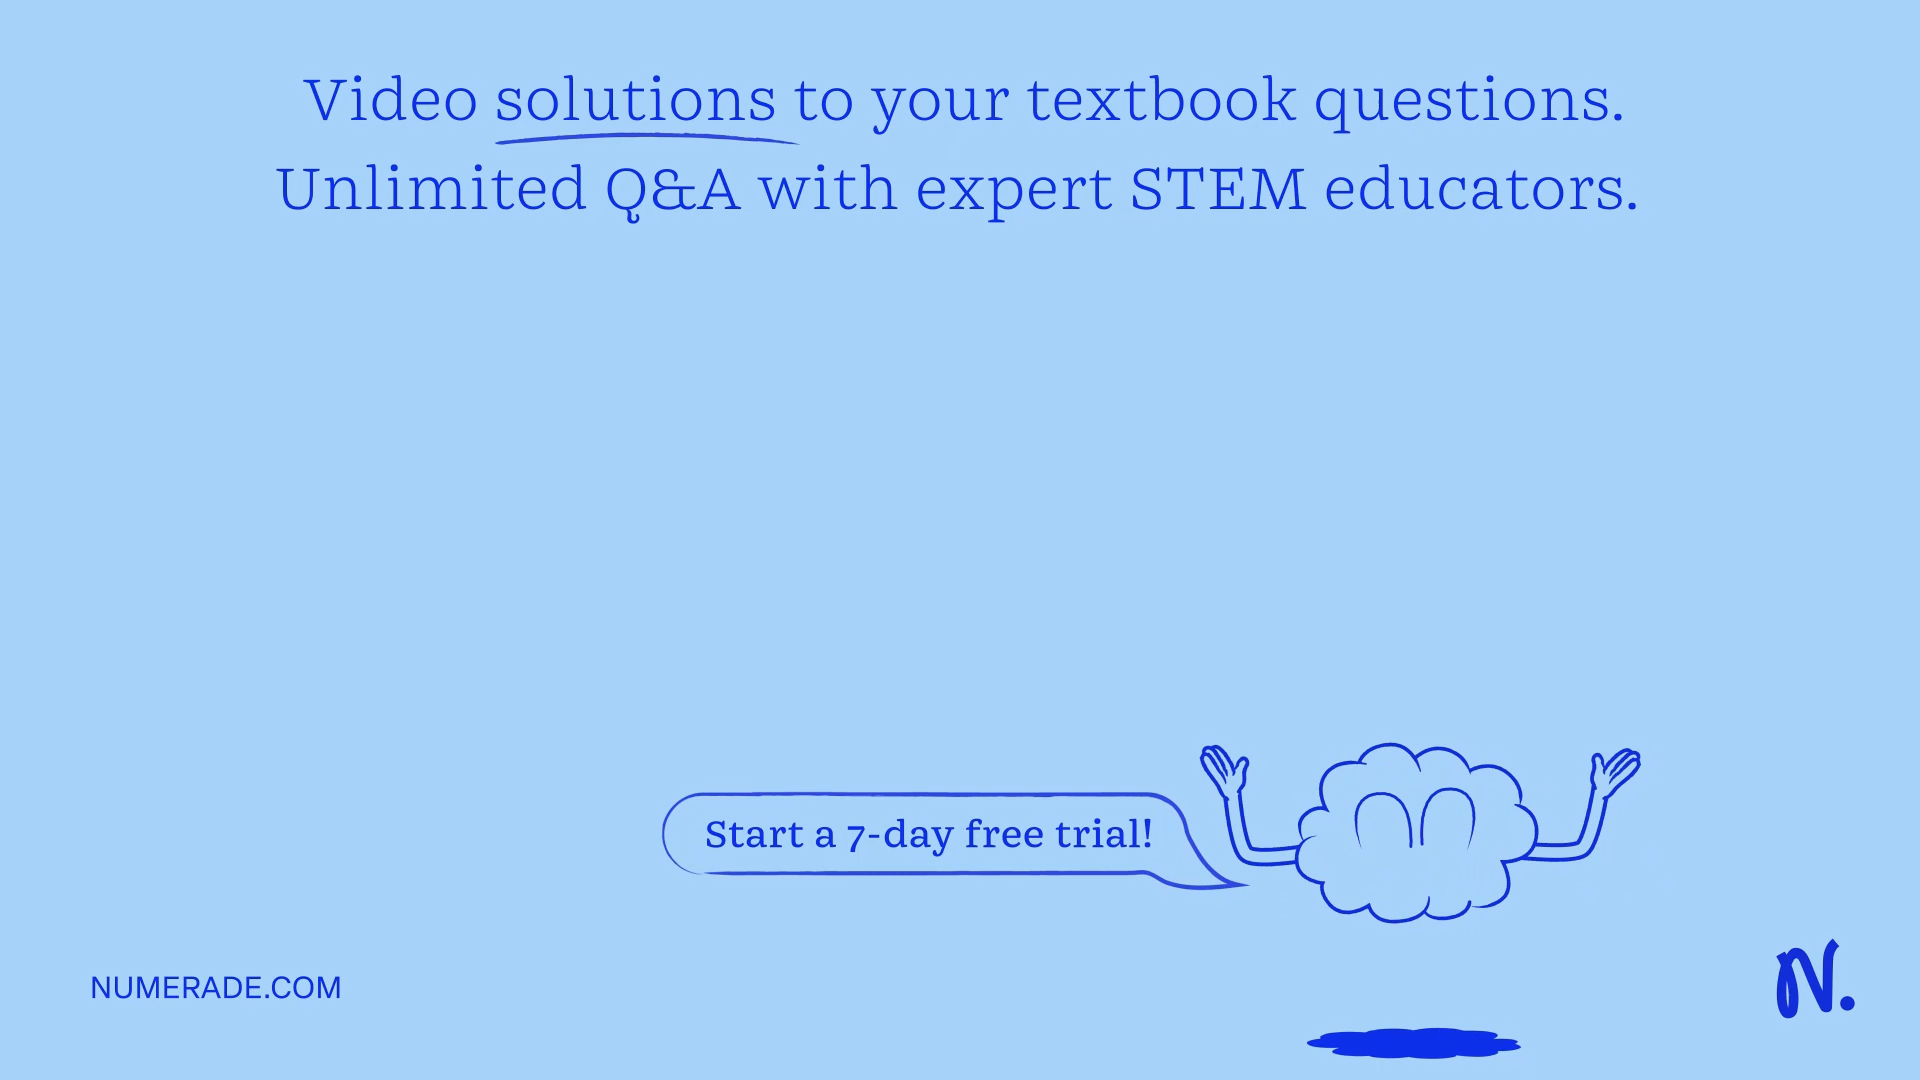 Video solutions to your textbook questions.
Unlimited Q&A with expert STEM educators.
Start a 7-day free trial!
NUMERADE.COM
N.